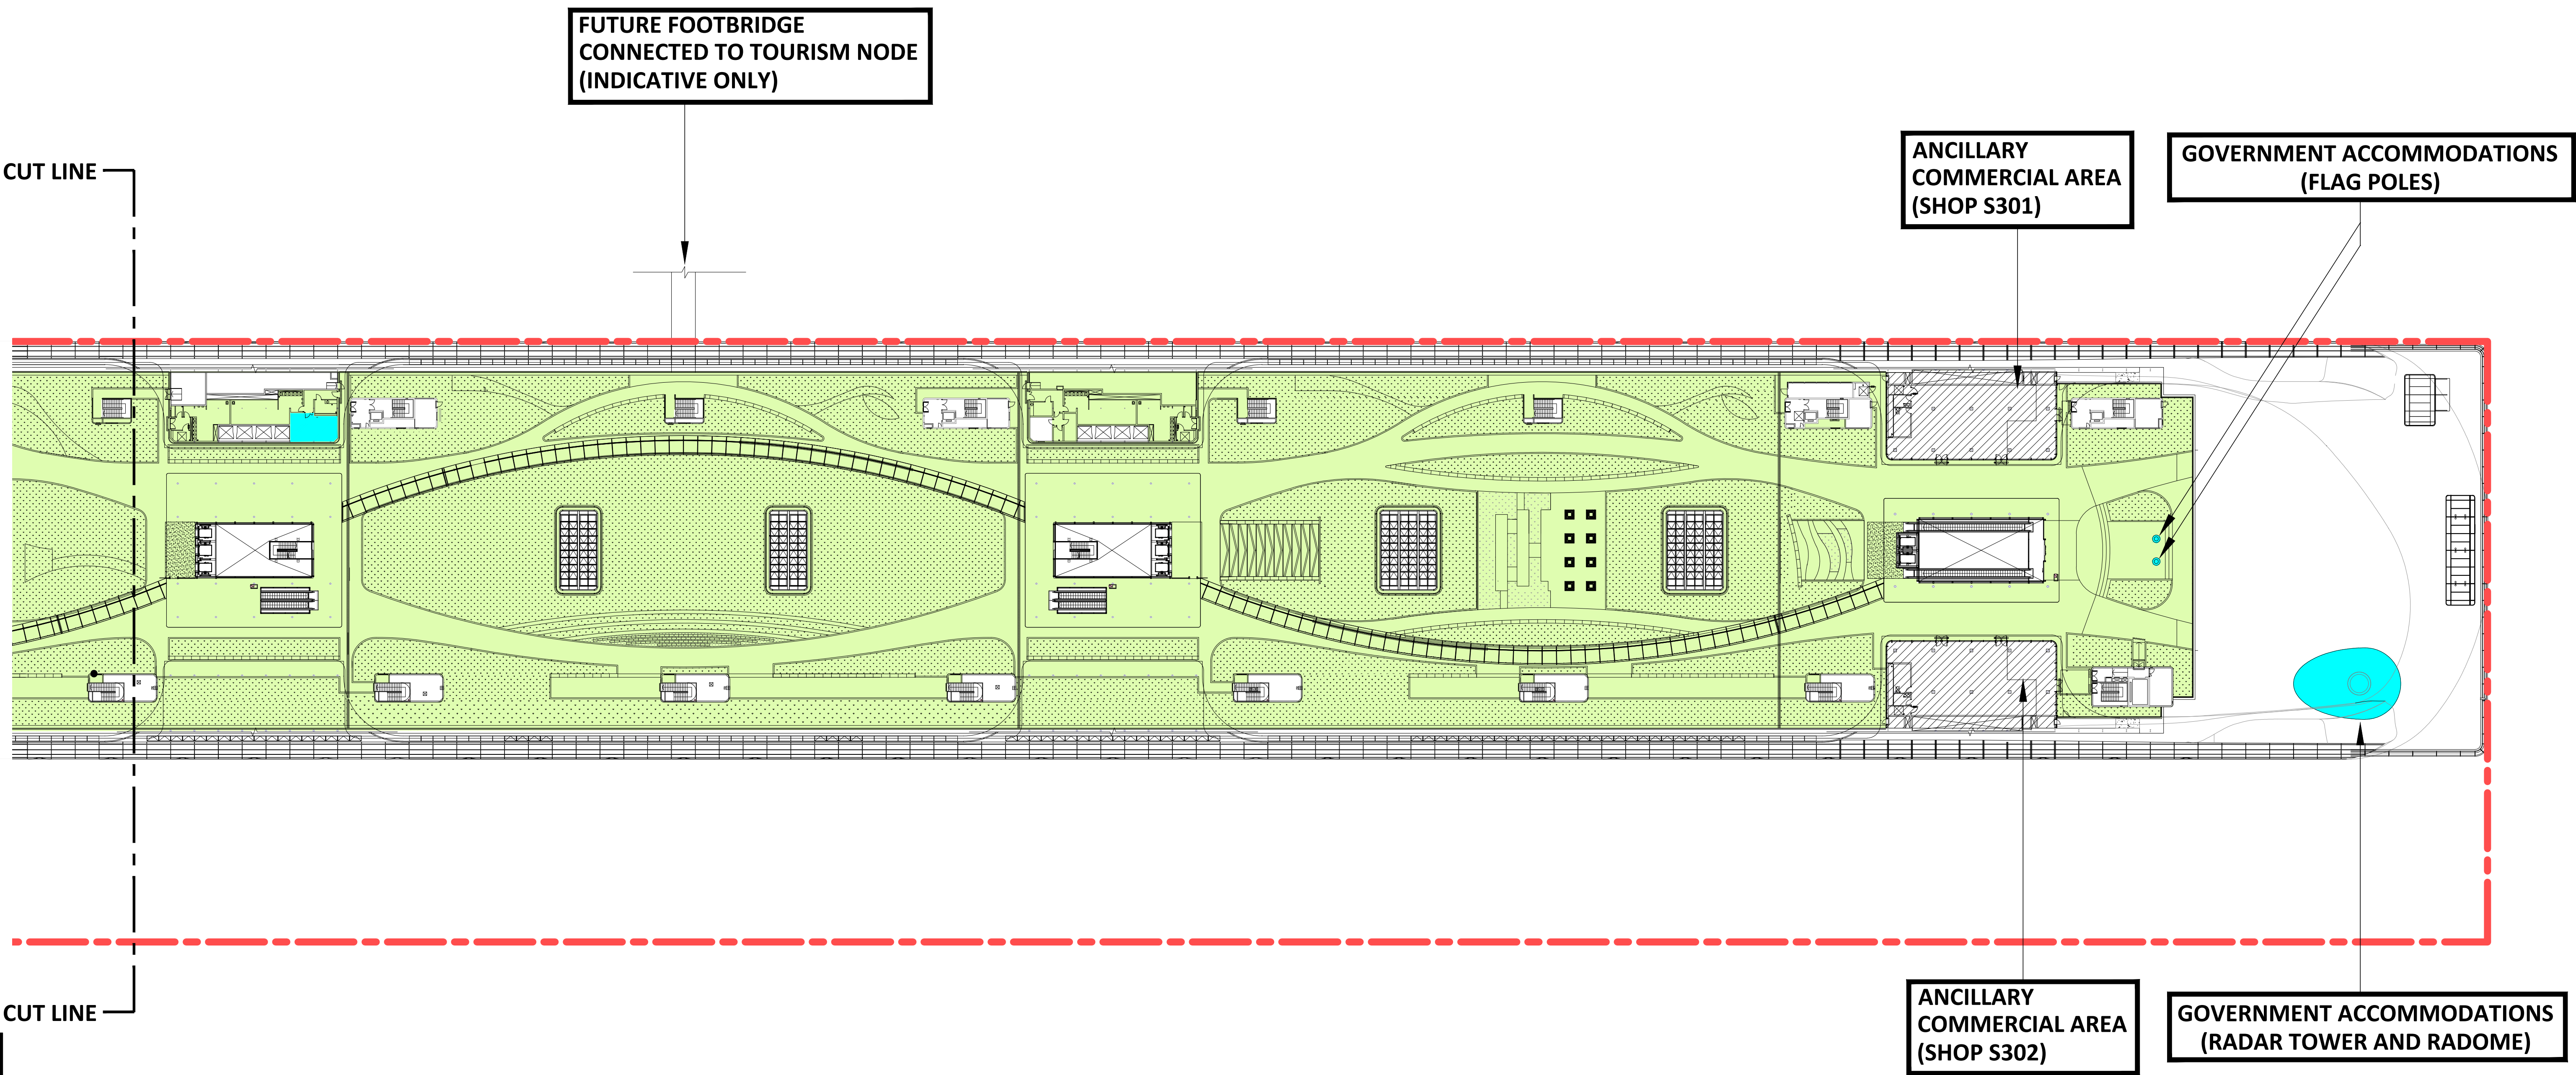 FUTURE FOOTBRIDGE
CONNECTED TO TOURISM NODE
(INDICATIVE ONLY)
ANCILLARY
COMMERCIAL AREA
(SHOP S301)
GOVERNMENT ACCOMMODATIONS
(FLAG POLES)
CUT LINE
CUT LINE
ANCILLARY
COMMERCIAL AREA
(SHOP S302)
GOVERNMENT ACCOMMODATIONS
(RADAR TOWER AND RADOME)